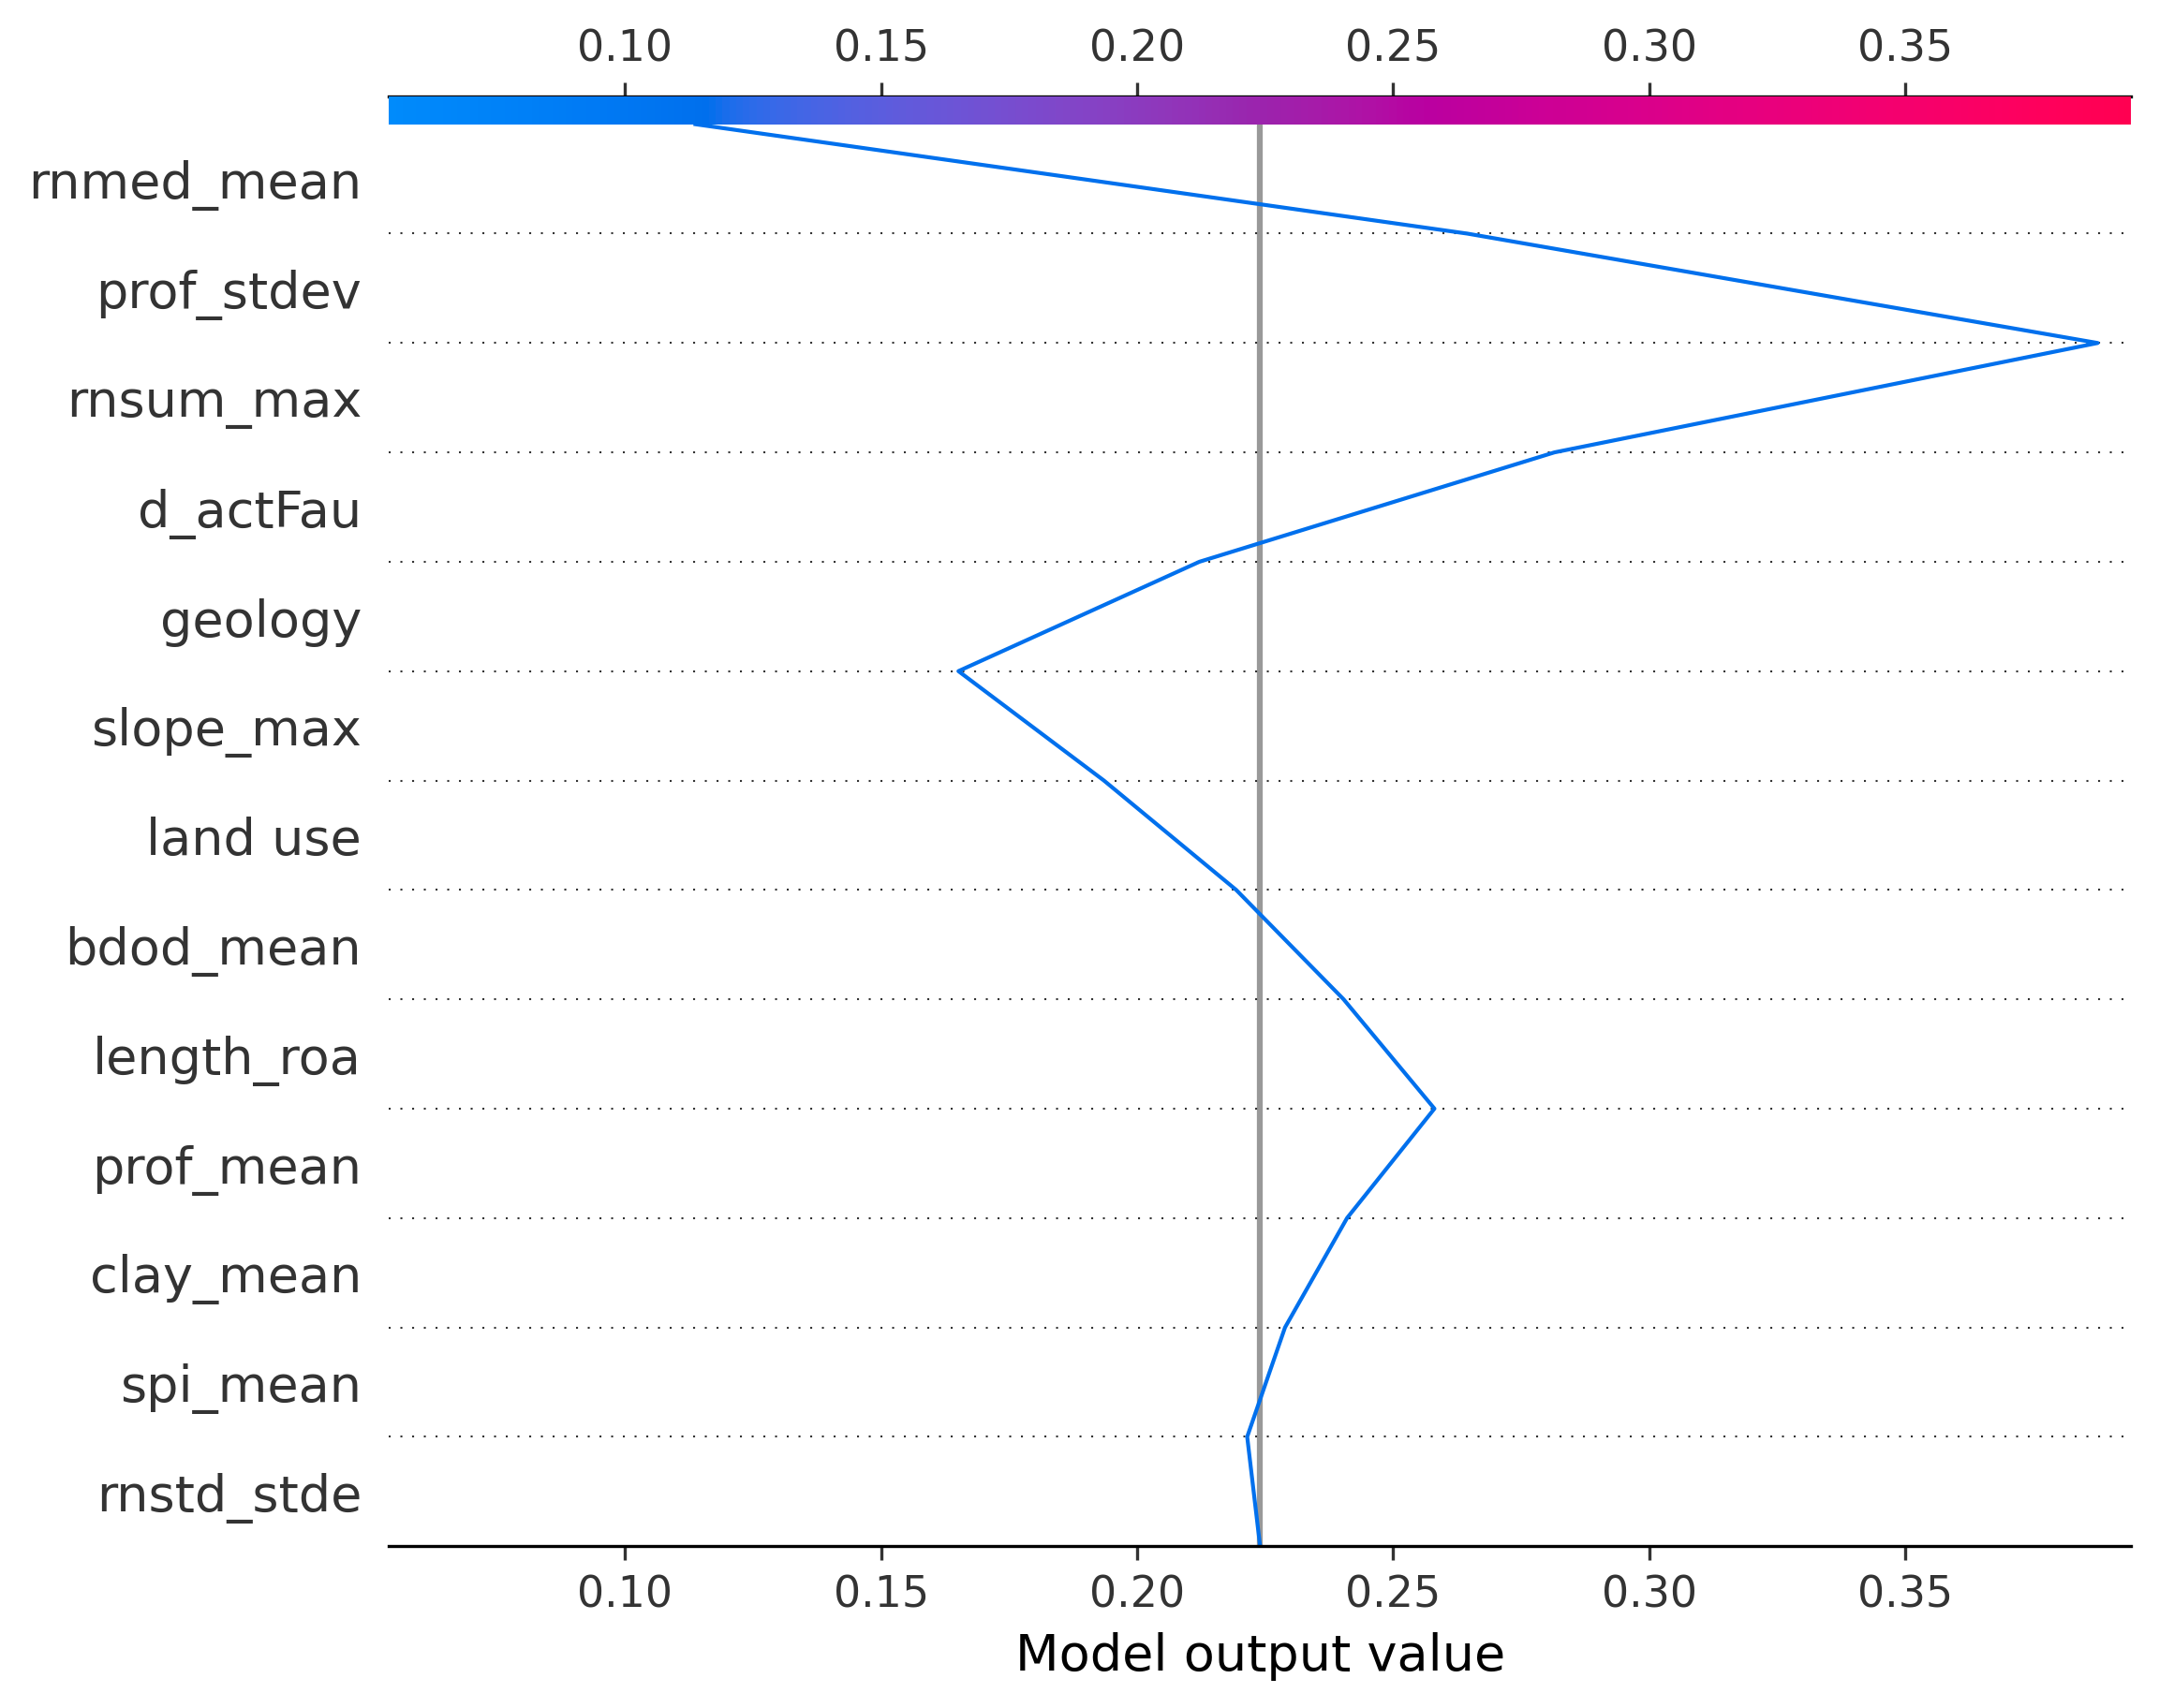 0.10 0.15 0.20 0.25 0.30 0.35
rnmed_mean
prof_stdev
rnsum_max
d_actFau
geology
slope_max
land use
bdod_mean
length_roa
prof_mean
clay_mean
spi_mean
rnstd_stde
0.10 0.15 0.20 0.25 0.30 0.35
Model output value